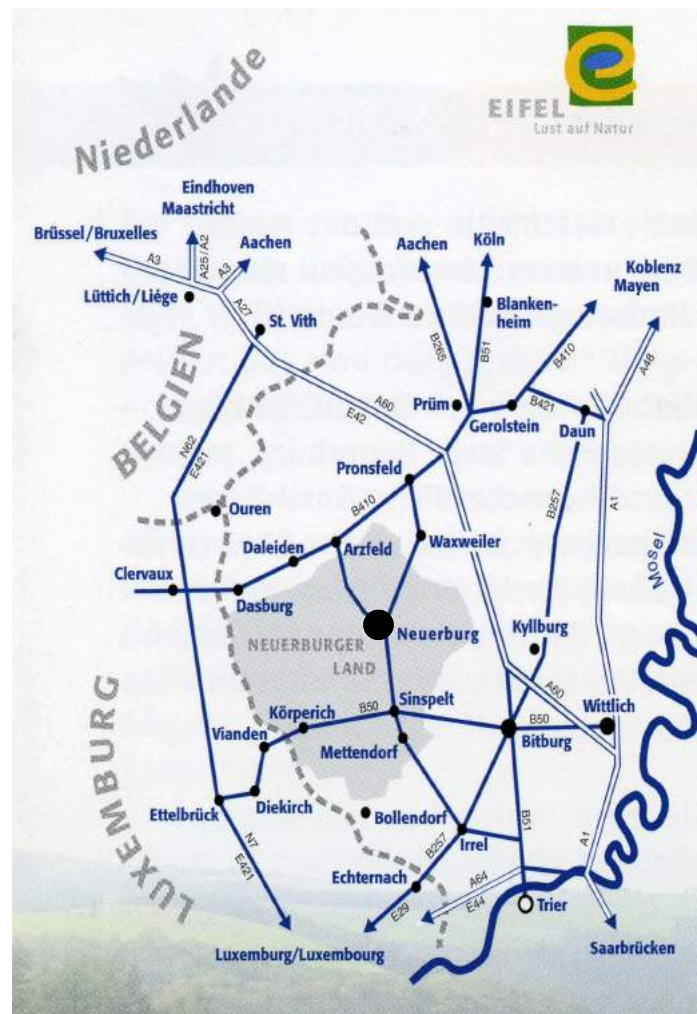 Niederlande
EIFEL
Lust auf Natur
Eindhoven
Maastricht
Brüssel/Bruxelles
A3
A25/A2
A3
Aachen
Aachen
Köln
Koblenz
Mayen
Lüttich/Liége
A27
St. Vith
Blanken-
heim
B265
B51
B410
A48
BELGIEN
A60
E42
Prüm
Gerolstein
B421
Daun
N62
E421
Pronsfeld
B257
A1
Ouren
B410
Mosel
Daleiden
Arzfeld
Waxweiler
Clervaux
Dasburg
Neuerburg
NEUERBURGER
LAND
Kyllburg
A60
Wittlich
Sinspelt
Körperich
B50
B50
Vianden
Mettendorf
Bitburg
LUXEMBURG
Ettelbrück
Diekirch
Bollendorf
B51
Irrel
A1
N7
E421
B257
Echternach
E29
A64
E44
Trier
Luxemburg/Luxembourg
Saarbrücken